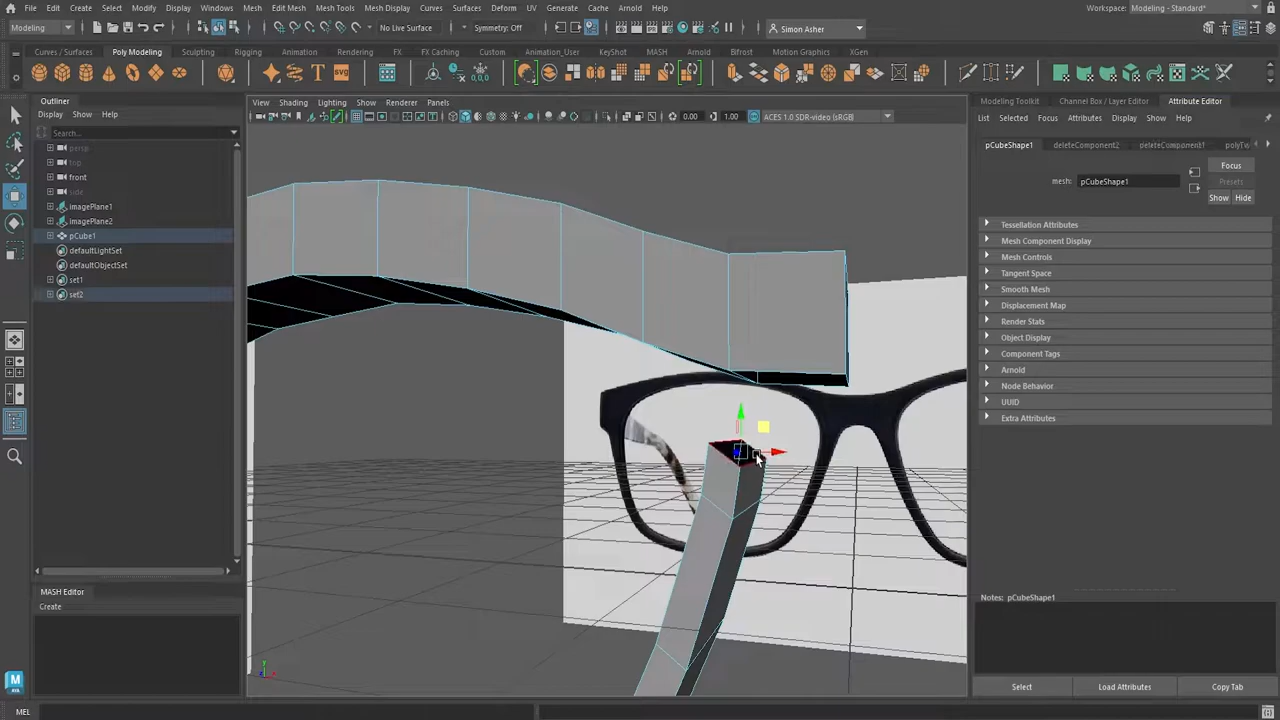 File Edit Create Select Modify Display Windows Mesh Edit Mesh Mesh Tools Mesh Display Curves Surfaces Deform UV Generate Cache Arnold Help
Workspace: Modeling - Standard*
Modeling
No Live Surface
Symmetry: Off
Simon Asher
Curves / Surfaces Poly Modeling Sculpting Rigging Animation Rendering FX FX Caching Custom Animation_User KeyShot MASH Arnold Bifrost Motion Graphics XGen
Outliner
Display Show Help
Search...
persp
top
front
side
imagePlane1
imagePlane2
pCube1
defaultLightSet
defaultObjectSet
set1
set2
MASH Editor
Create
View Shading Lighting Show Renderer Panels
0.00 1.00 ACES 1.0 SDR-video (sRGB)
Modeling Toolkit Channel Box / Layer Editor Attribute Editor
List Selected Focus Attributes Display Show Help
pCubeShape1 deleteComponent2 deleteComponent1
Focus
mesh: pCubeShape1
Presets
Show Hide
Tessellation Attributes
Mesh Component Display
Mesh Controls
Tangent Space
Smooth Mesh
Displacement Map
Render Stats
Object Display
Component Tags
Arnold
Node Behavior
UUID
Extra Attributes
Notes: pCubeShape1
Select Load Attributes Copy Tab
MEL